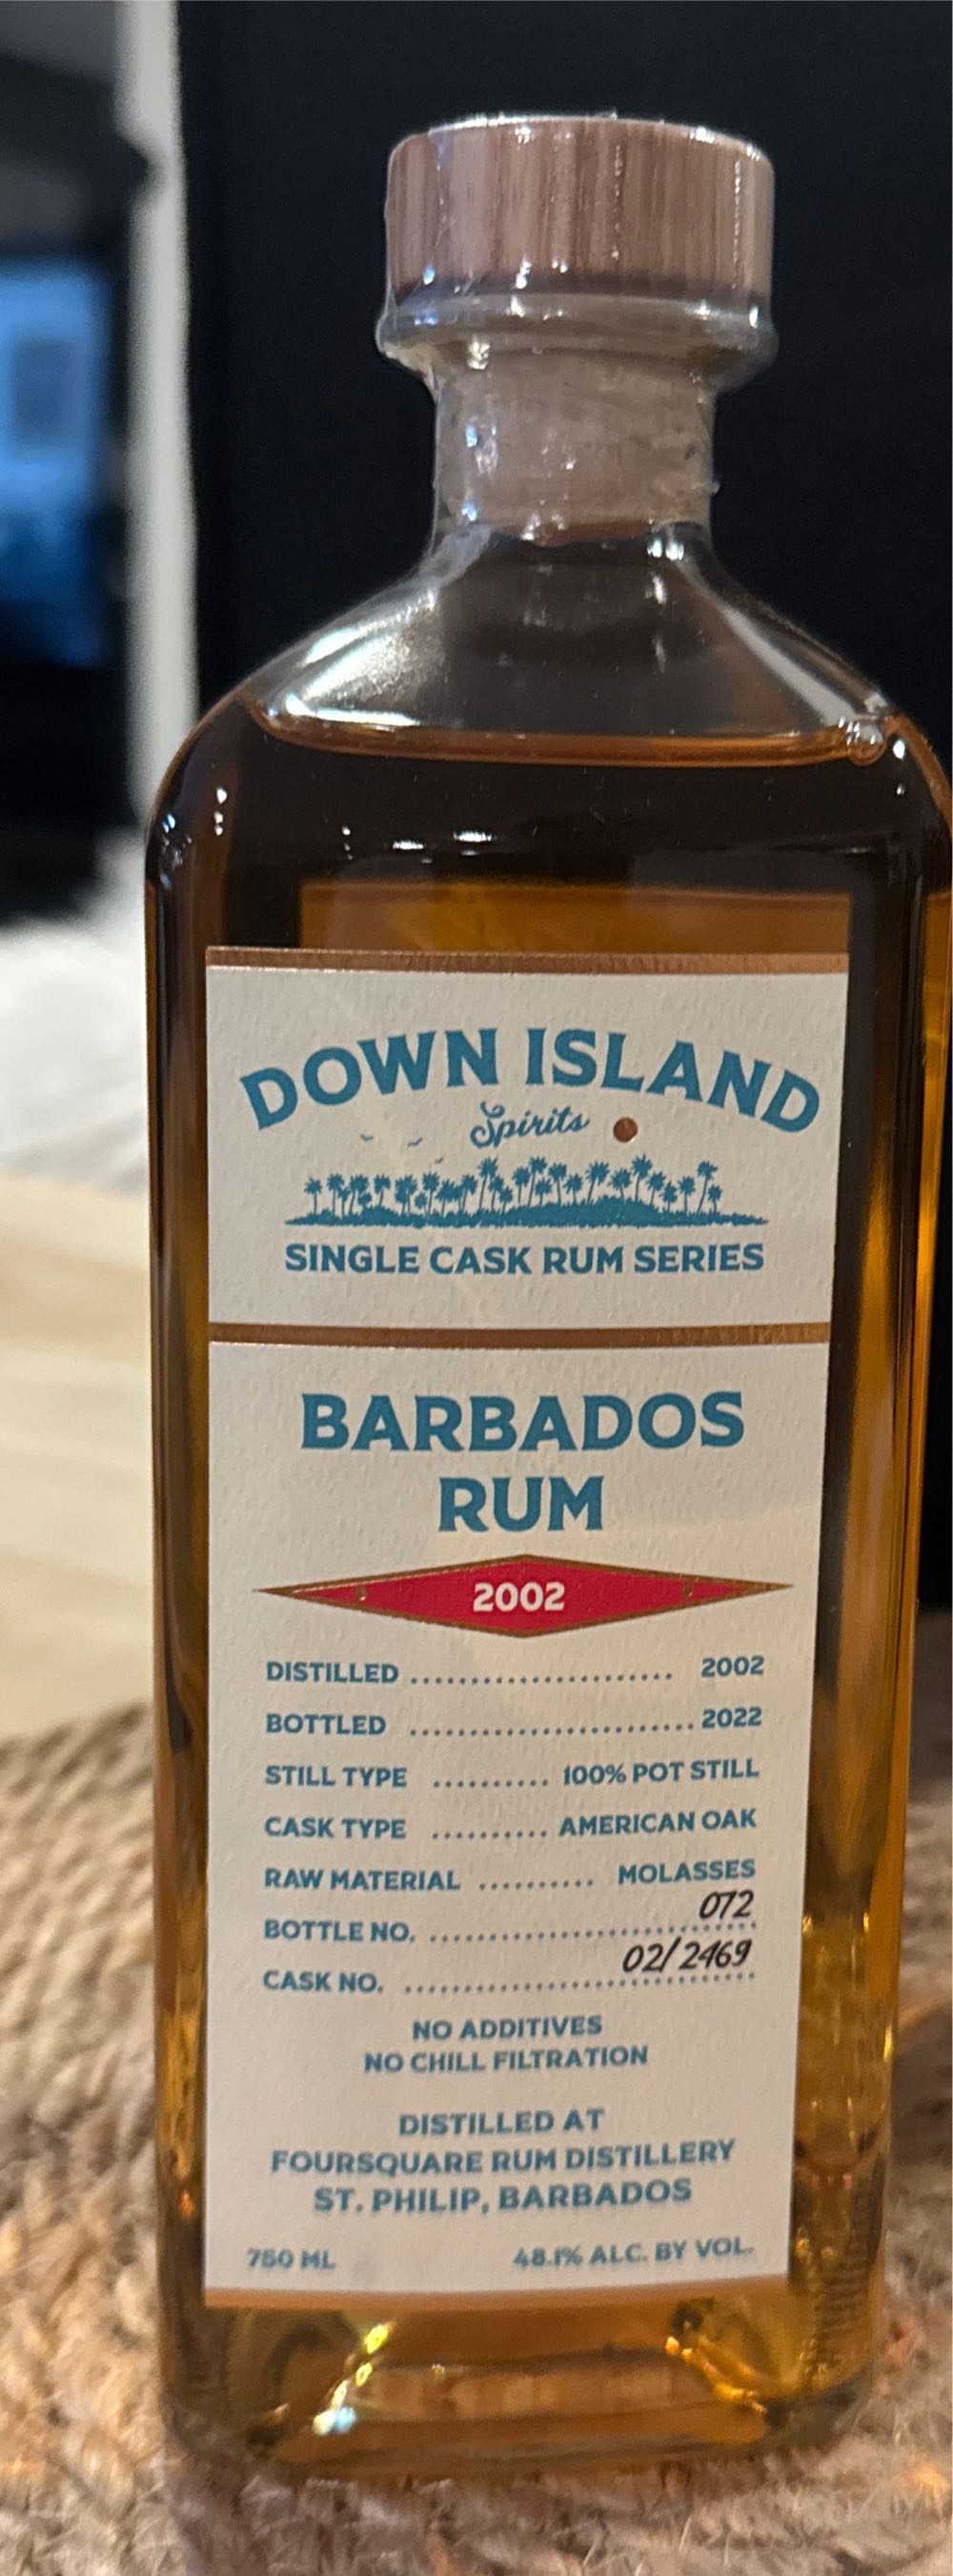 DOWN ISLAND
Spirits
SINGLE CASK RUM SERIES
BARBADOS
RUM
2002
DISTILLED ...................... 2002
BOTTLED ........................ 2022
STILL TYPE .......... 100% POT STILL
CASK TYPE .......... AMERICAN OAK
RAW MATERIAL .......... MOLASSES
BOTTLE NO. .............................. 072
CASK NO. .............................. 02/2469
NO ADDITIVES
NO CHILL FILTRATION
DISTILLED AT
FOURSQUARE RUM DISTILLERY
ST. PHILIP, BARBADOS
750 ML 48.1% ALC. BY VOL.